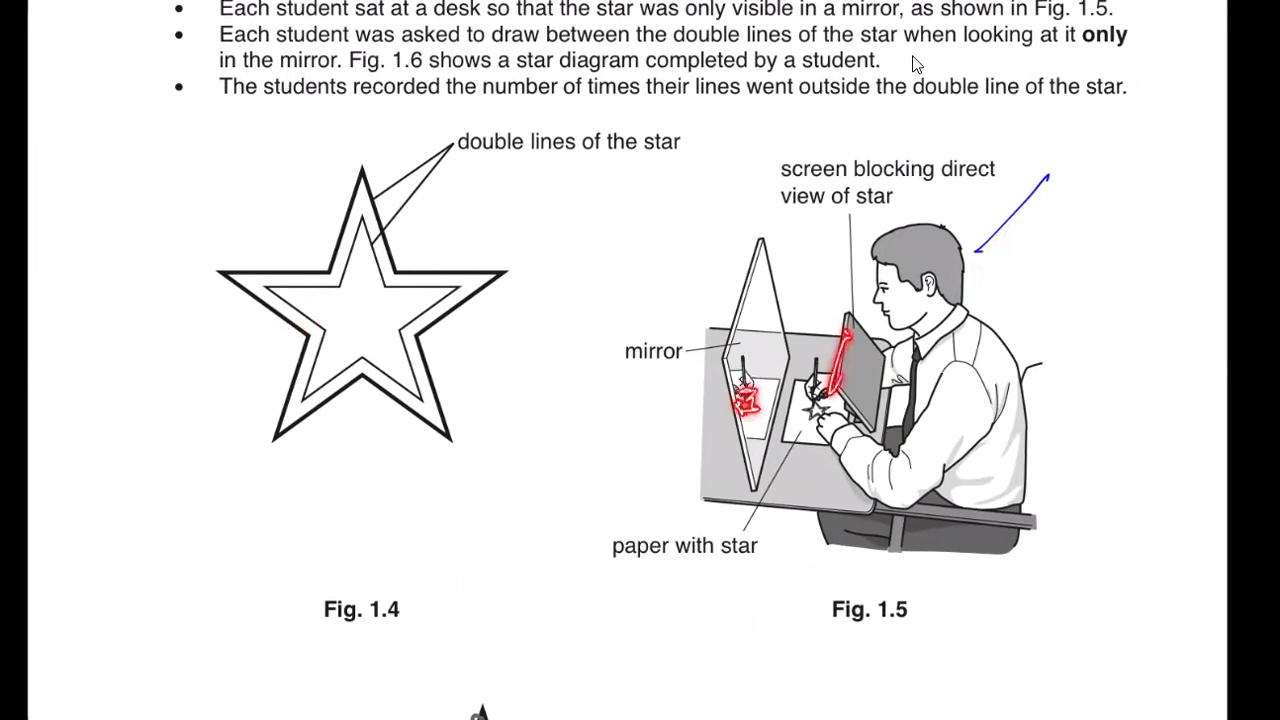 • Each student sat at a desk so that the star was only visible in a mirror, as shown in Fig. 1.5.
• Each student was asked to draw between the double lines of the star when looking at it only
in the mirror. Fig. 1.6 shows a star diagram completed by a student.
• The students recorded the number of times their lines went outside the double line of the star.
double lines of the star
screen blocking direct
view of star
mirror
paper with star
Fig. 1.4
Fig. 1.5